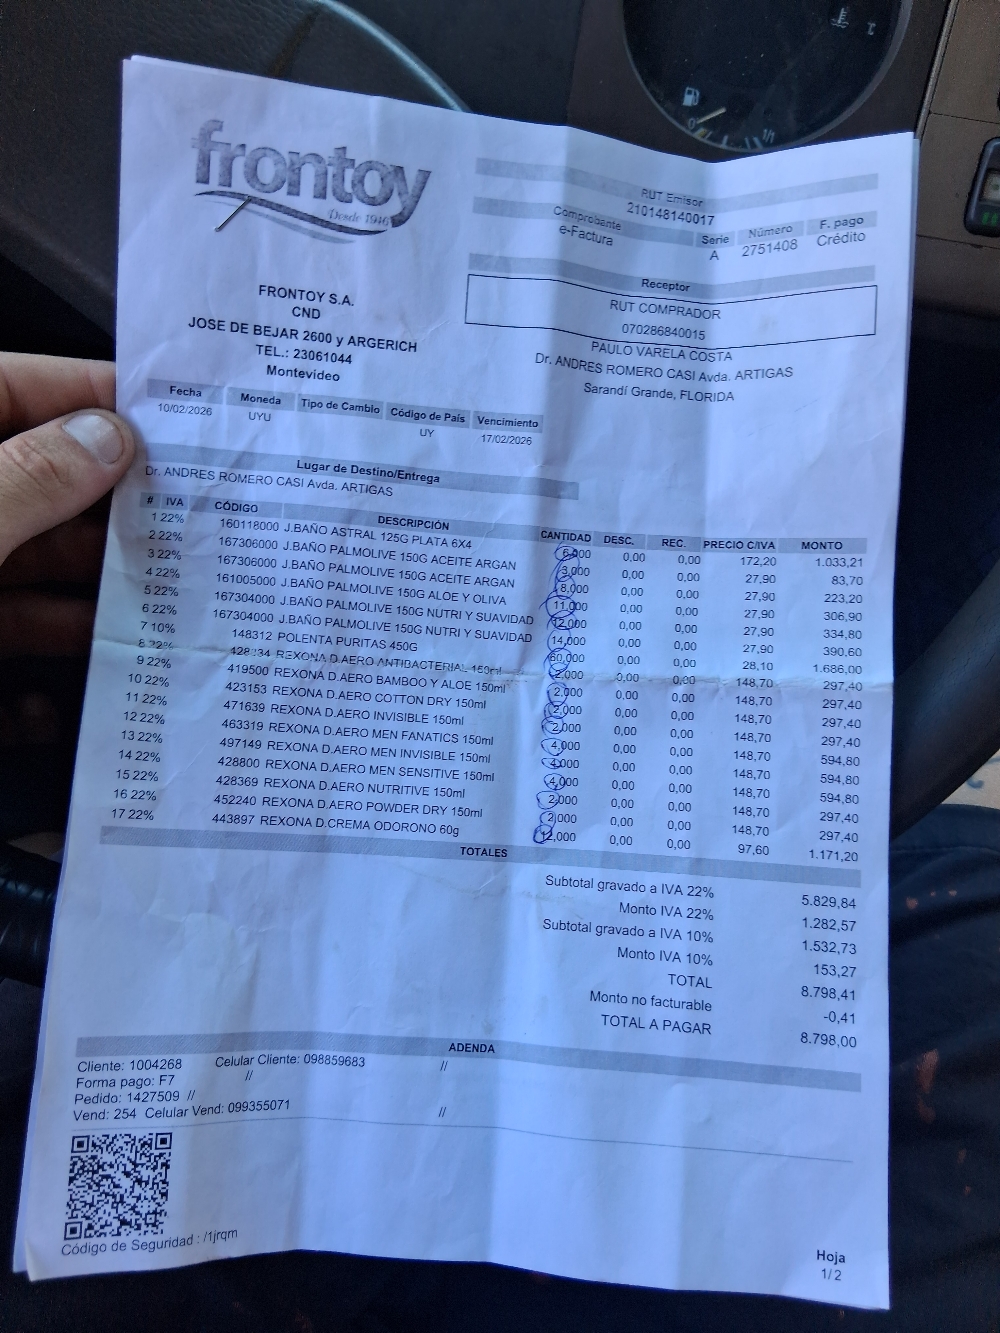 frontoy
Desde 1946
RUT Emisor
210148140017
Comprobante Serie Número F. pago
e-Factura A 2751408 Crédito
Receptor
RUT COMPRADOR
070286840015
PAULO VARELA COSTA
Dr. ANDRES ROMERO CASI Avda. ARTIGAS
Sarandí Grande, FLORIDA
FRONTOY S.A.
CND
JOSE DE BEJAR 2600 y ARGERICH
TEL.: 23061044
Montevideo
Fecha Moneda Tipo de Cambio Código de País Vencimiento
10/02/2026 UYU UY 17/02/2026
Lugar de Destino/Entrega
Dr. ANDRES ROMERO CASI Avda. ARTIGAS
# IVA CÓDIGO DESCRIPCIÓN CANTIDAD DESC. REC. PRECIO C/IVA MONTO
1 22% 160118000 J.BAÑO ASTRAL 125G PLATA 6X4 6,000 0,00 0,00 172,20 1.033,21
2 22% 167306000 J.BAÑO PALMOLIVE 150G ACEITE ARGAN 3,000 0,00 0,00 27,90 83,70
3 22% 167306000 J.BAÑO PALMOLIVE 150G ACEITE ARGAN 8,000 0,00 0,00 27,90 223,20
4 22% 161005000 J.BAÑO PALMOLIVE 150G ALOE Y OLIVA 11,000 0,00 0,00 27,90 306,90
5 22% 167304000 J.BAÑO PALMOLIVE 150G NUTRI Y SUAVIDAD 12,000 0,00 0,00 27,90 334,80
6 22% 167304000 J.BAÑO PALMOLIVE 150G NUTRI Y SUAVIDAD 14,000 0,00 0,00 27,90 390,60
7 10% 148312 POLENTA PURITAS 450G 60,000 0,00 0,00 28,10 1.686,00
8 22% 428234 REXONA D.AERO ANTIBACTERIAL 150ml 2,000 0,00 0,00 148,70 297,40
9 22% 419500 REXONA D.AERO BAMBOO Y ALOE 150ml 2,000 0,00 0,00 148,70 297,40
10 22% 423153 REXONA D.AERO COTTON DRY 150ml 2,000 0,00 0,00 148,70 297,40
11 22% 471639 REXONA D.AERO INVISIBLE 150ml 2,000 0,00 0,00 148,70 297,40
12 22% 463319 REXONA D.AERO MEN FANATICS 150ml 4,000 0,00 0,00 148,70 594,80
13 22% 497149 REXONA D.AERO MEN INVISIBLE 150ml 4,000 0,00 0,00 148,70 594,80
14 22% 428800 REXONA D.AERO MEN SENSITIVE 150ml 4,000 0,00 0,00 148,70 594,80
15 22% 428369 REXONA D.AERO NUTRITIVE 150ml 2,000 0,00 0,00 148,70 297,40
16 22% 452240 REXONA D.AERO POWDER DRY 150ml 2,000 0,00 0,00 148,70 297,40
17 22% 443897 REXONA D.CREMA ODORONO 60g 12,000 0,00 0,00 97,60 1.171,20
TOTALES
Subtotal gravado a IVA 22% 5.829,84
Monto IVA 22% 1.282,57
Subtotal gravado a IVA 10% 1.532,73
Monto IVA 10% 153,27
TOTAL 8.798,41
Monto no facturable -0,41
TOTAL A PAGAR 8.798,00
ADENDA
Cliente: 1004268 Celular Cliente: 098859683 //
Forma pago: F7 //
Pedido: 1427509 //
Vend: 254 Celular Vend: 099355071 //
Código de Seguridad : /1jrqm
Hoja
1/2